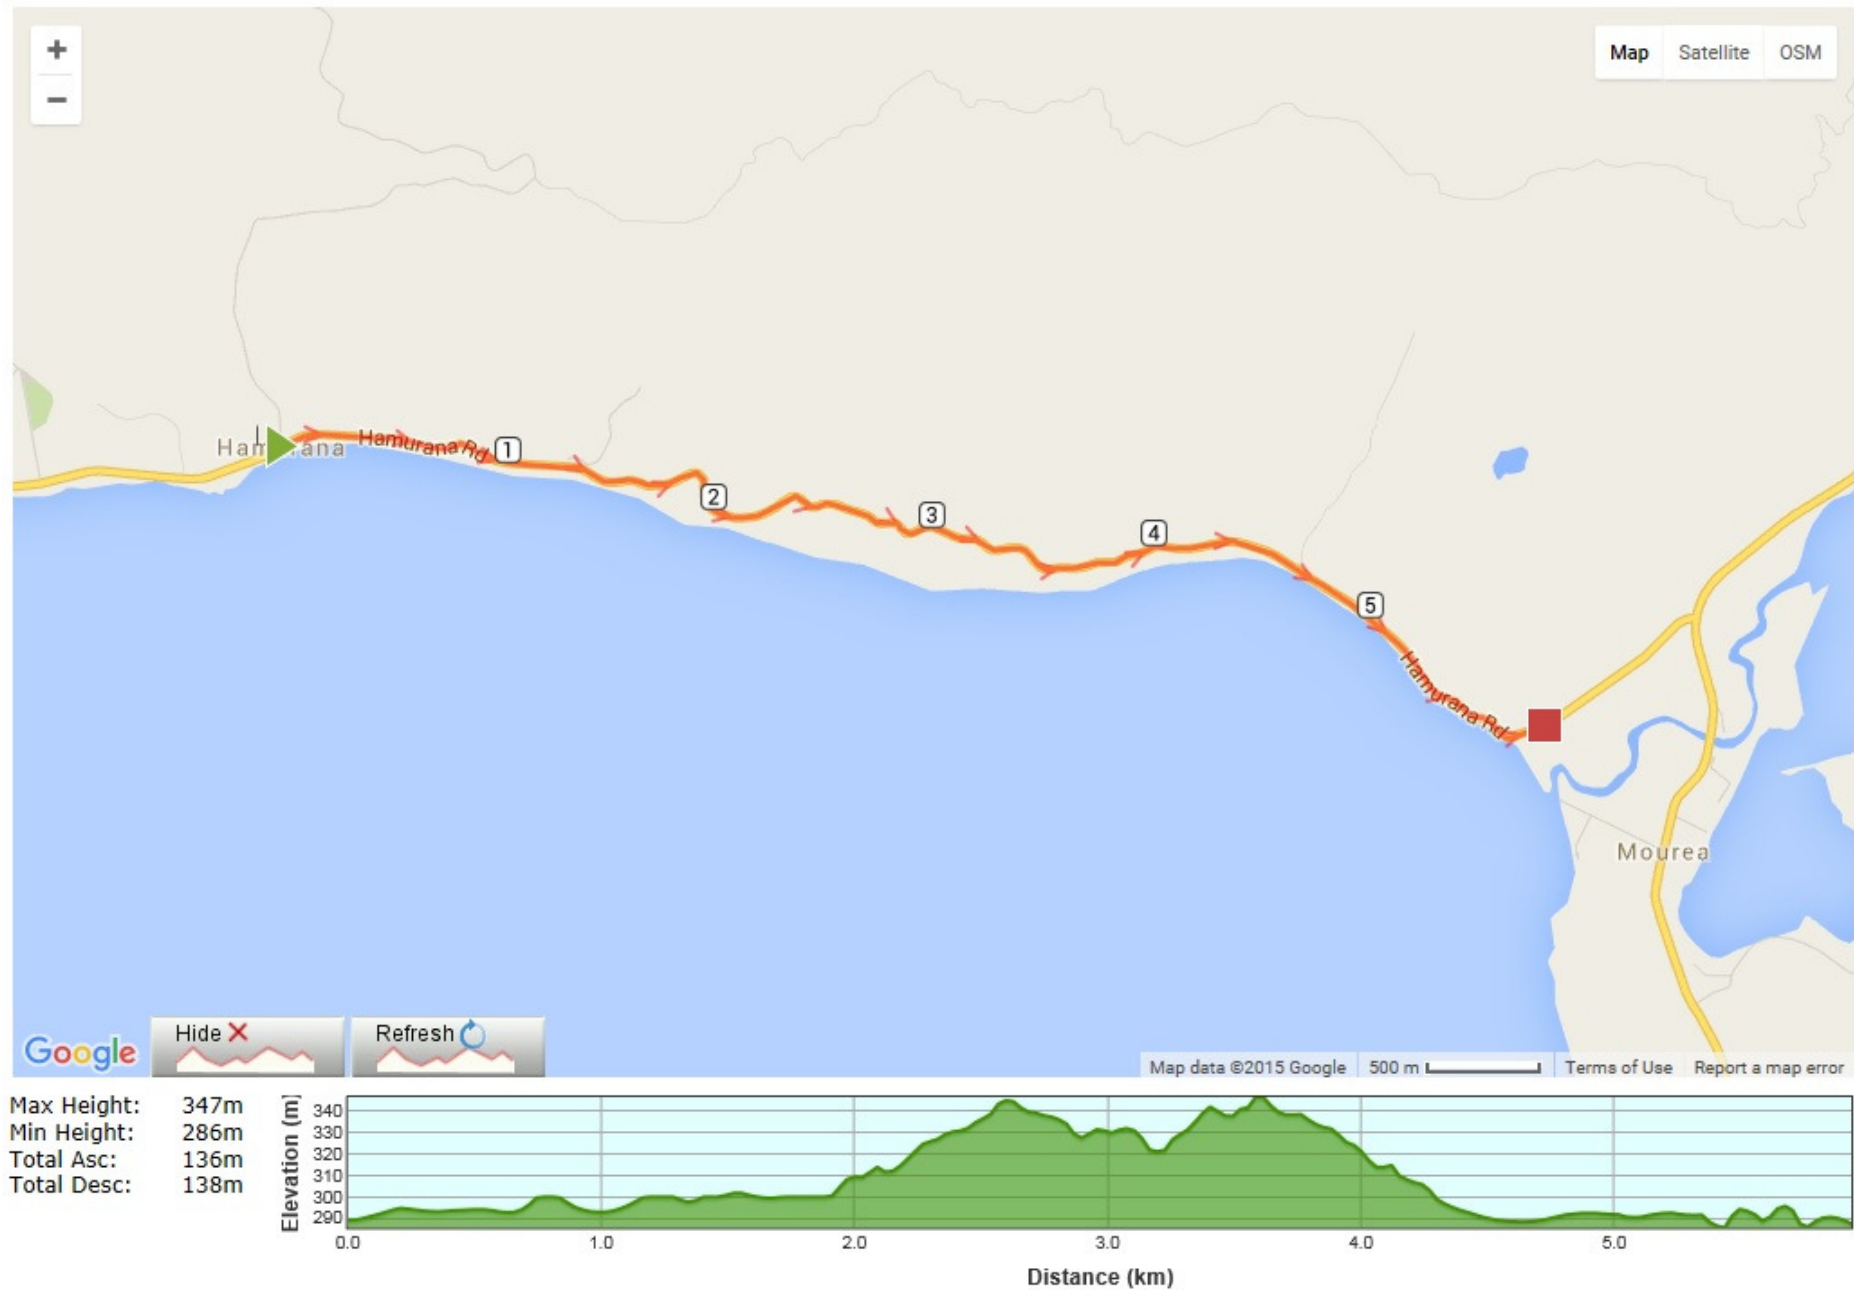 +
−
Map Satellite OSM
Hamurana
Hamurana Rd
1
2
3
4
5
Hamurana Rd
Mourea
Hide
Refresh
Google
Map data ©2015 Google 500 m Terms of Use Report a map error
Max Height: 347m
Min Height: 286m
Total Asc: 136m
Total Desc: 138m
Elevation (m)
340
330
320
310
300
290
0.0 1.0 2.0 3.0 4.0 5.0
Distance (km)